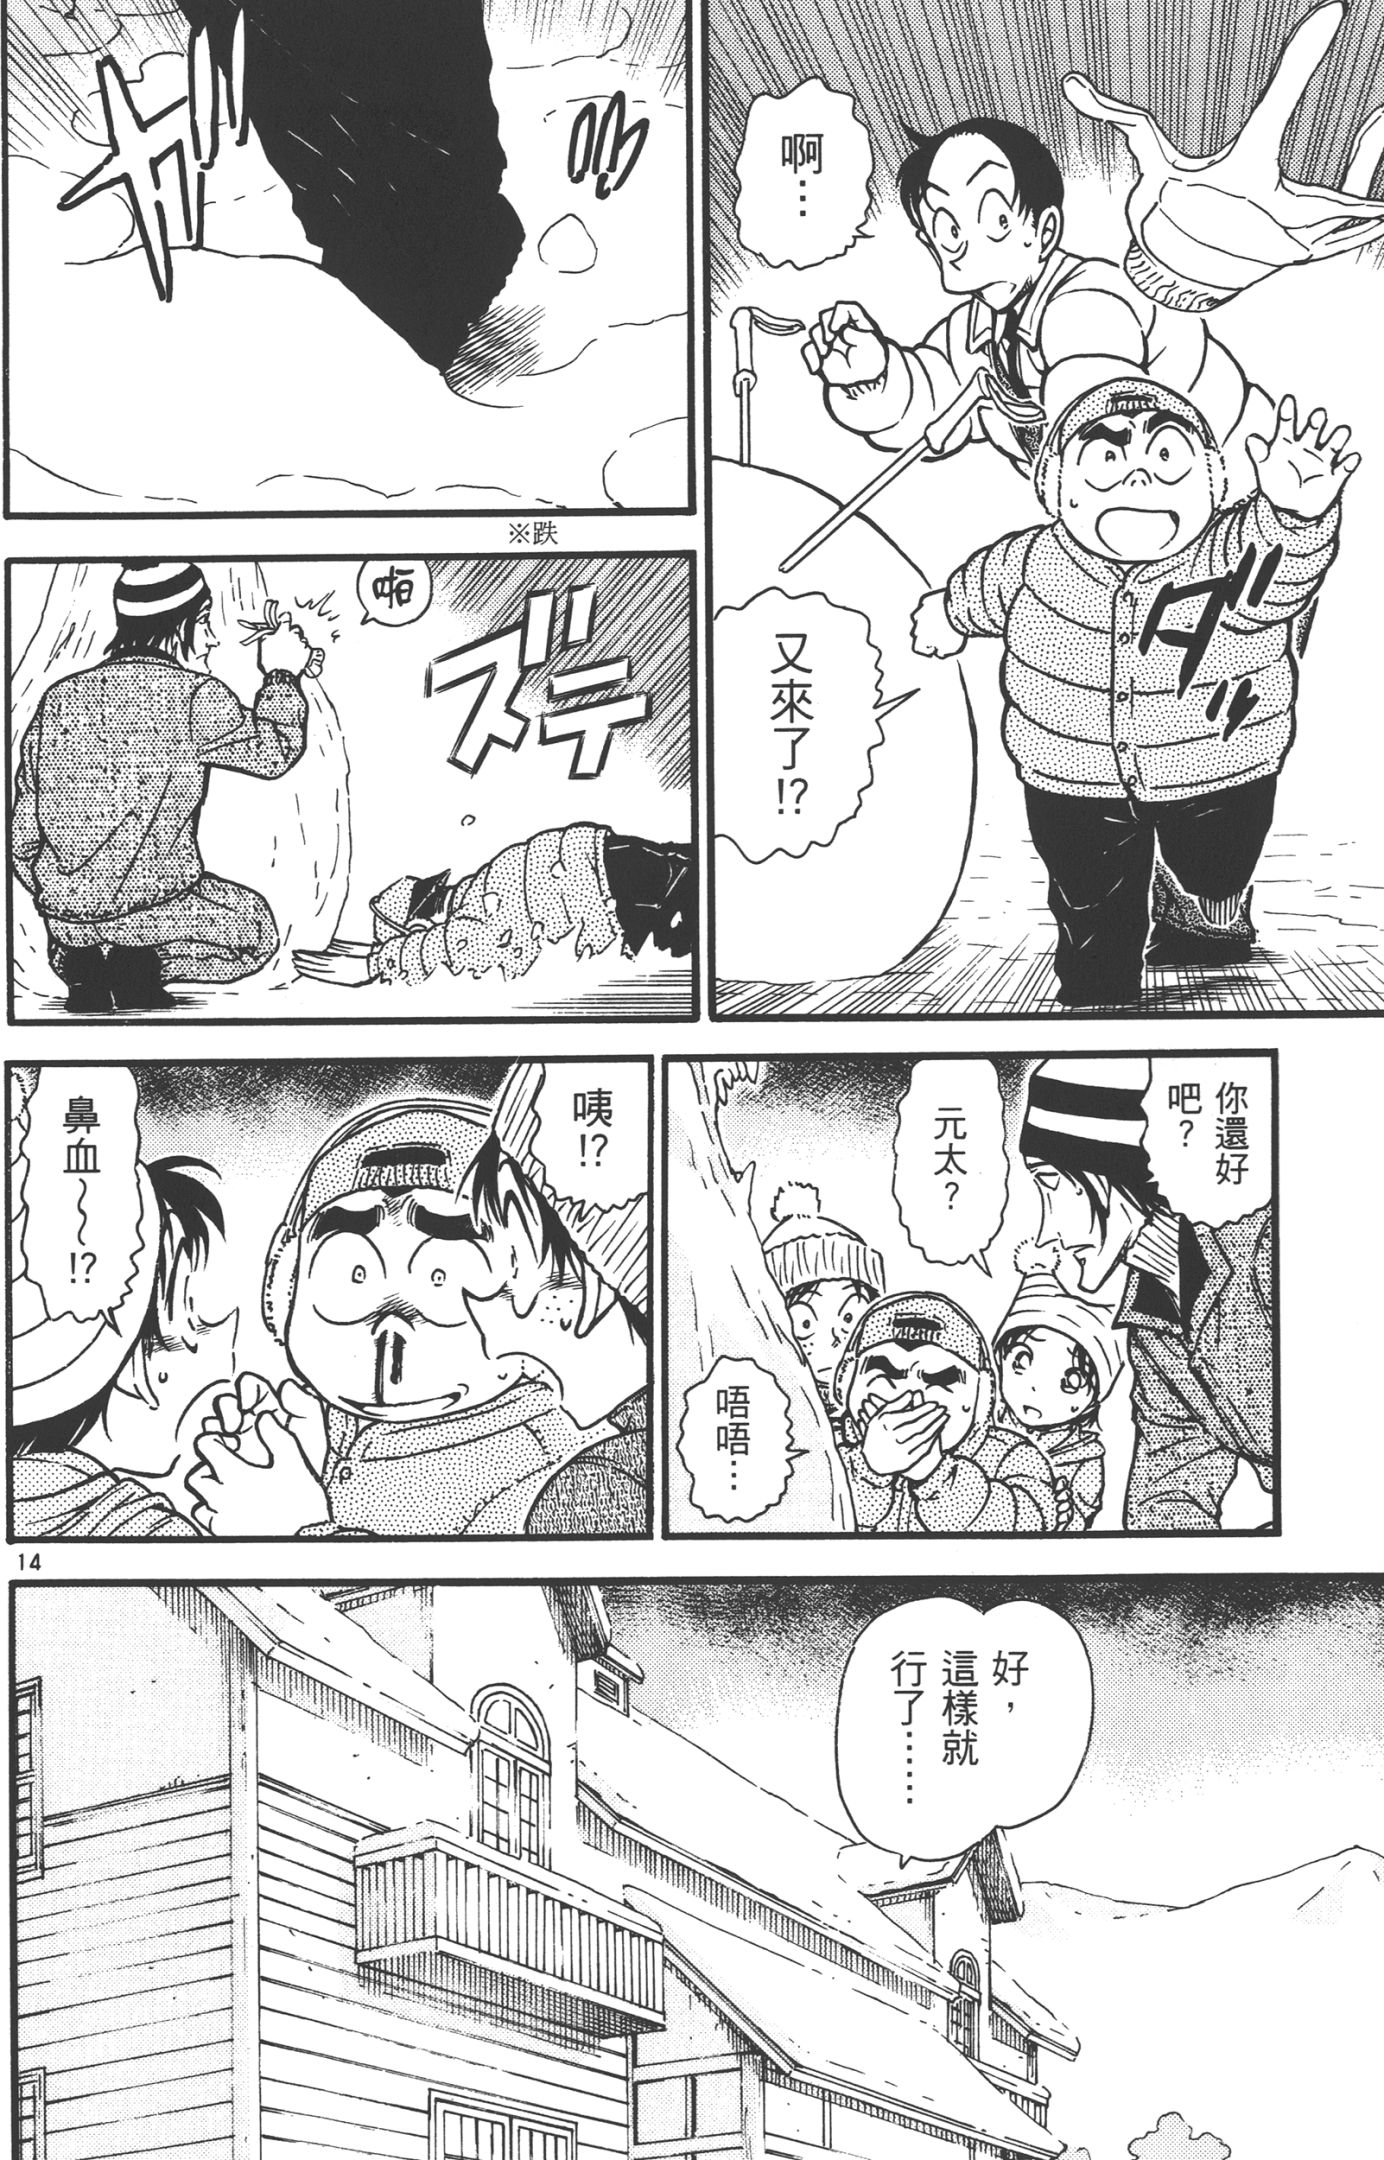 啊…
又來了!?
ダッ
ガッ
※跌
ズテ
啪
你還好
吧？
元太？
唔唔…
咦!?
鼻血～!?
14
好，
這樣就
行了……